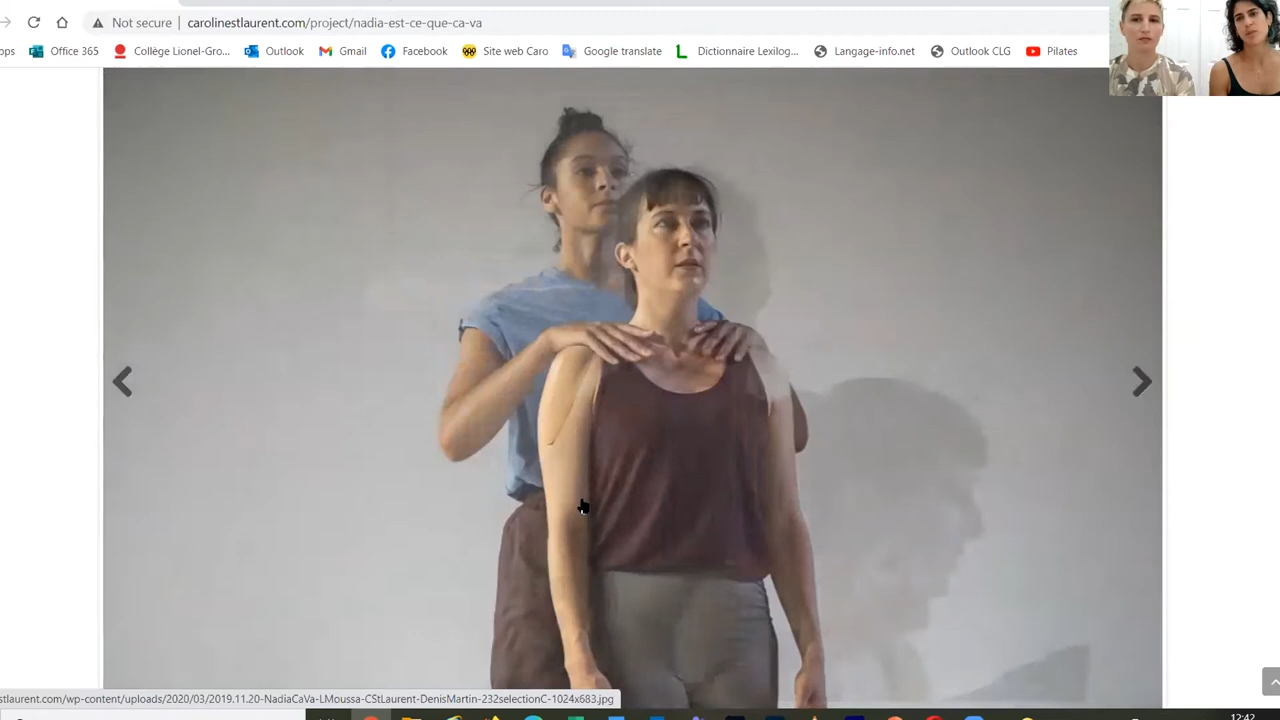 Not secure carolinestlaurent.com/project/nadia-est-ce-que-ca-va
Office 365 Collège Lionel-Gro... Outlook Gmail Facebook Site web Caro Google translate Dictionnaire Lexilog... Langage-info.net Outlook CLG Pilates
stlaurent.com/wp-content/uploads/2020/03/2019.11.20-NadiaCaVa-LMoussa-CStLaurent-DenisMartin-232selectionC-1024x683.jpg
12:42